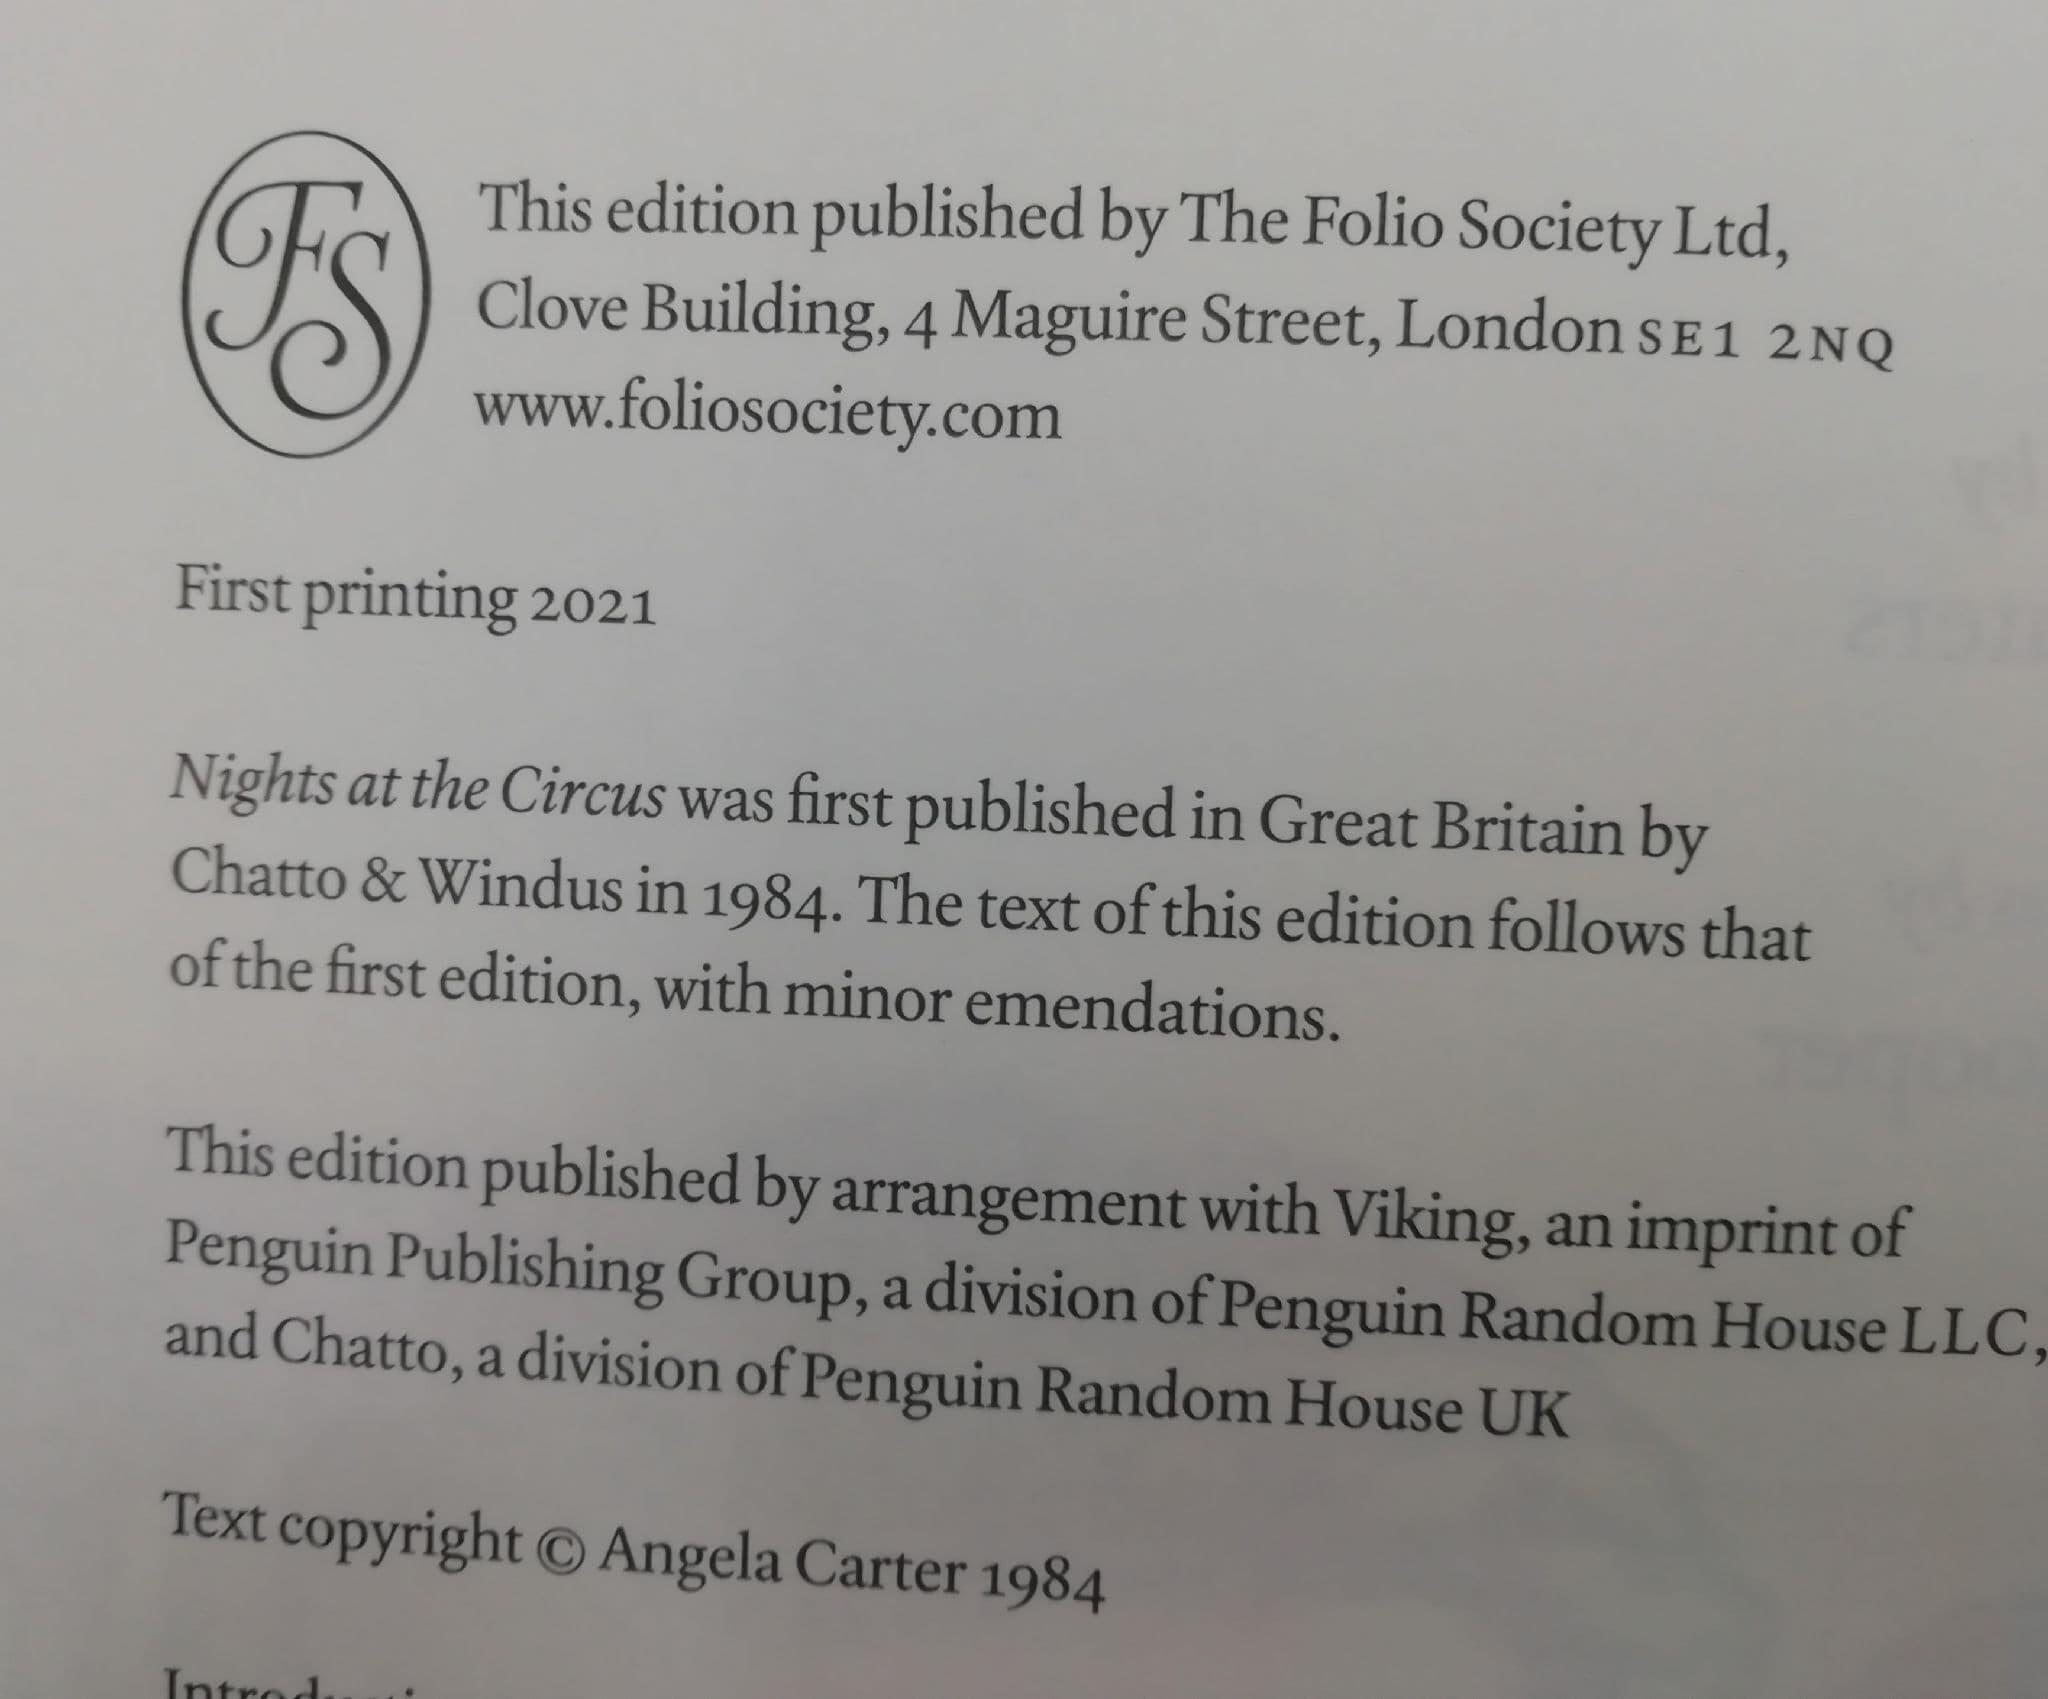 FS
This edition published by The Folio Society Ltd,
Clove Building, 4 Maguire Street, London SE1 2NQ
www.foliosociety.com
First printing 2021
Nights at the Circus was first published in Great Britain by
Chatto & Windus in 1984. The text of this edition follows that
of the first edition, with minor emendations.
This edition published by arrangement with Viking, an imprint of
Penguin Publishing Group, a division of Penguin Random House LLC,
and Chatto, a division of Penguin Random House UK
Text copyright © Angela Carter 1984